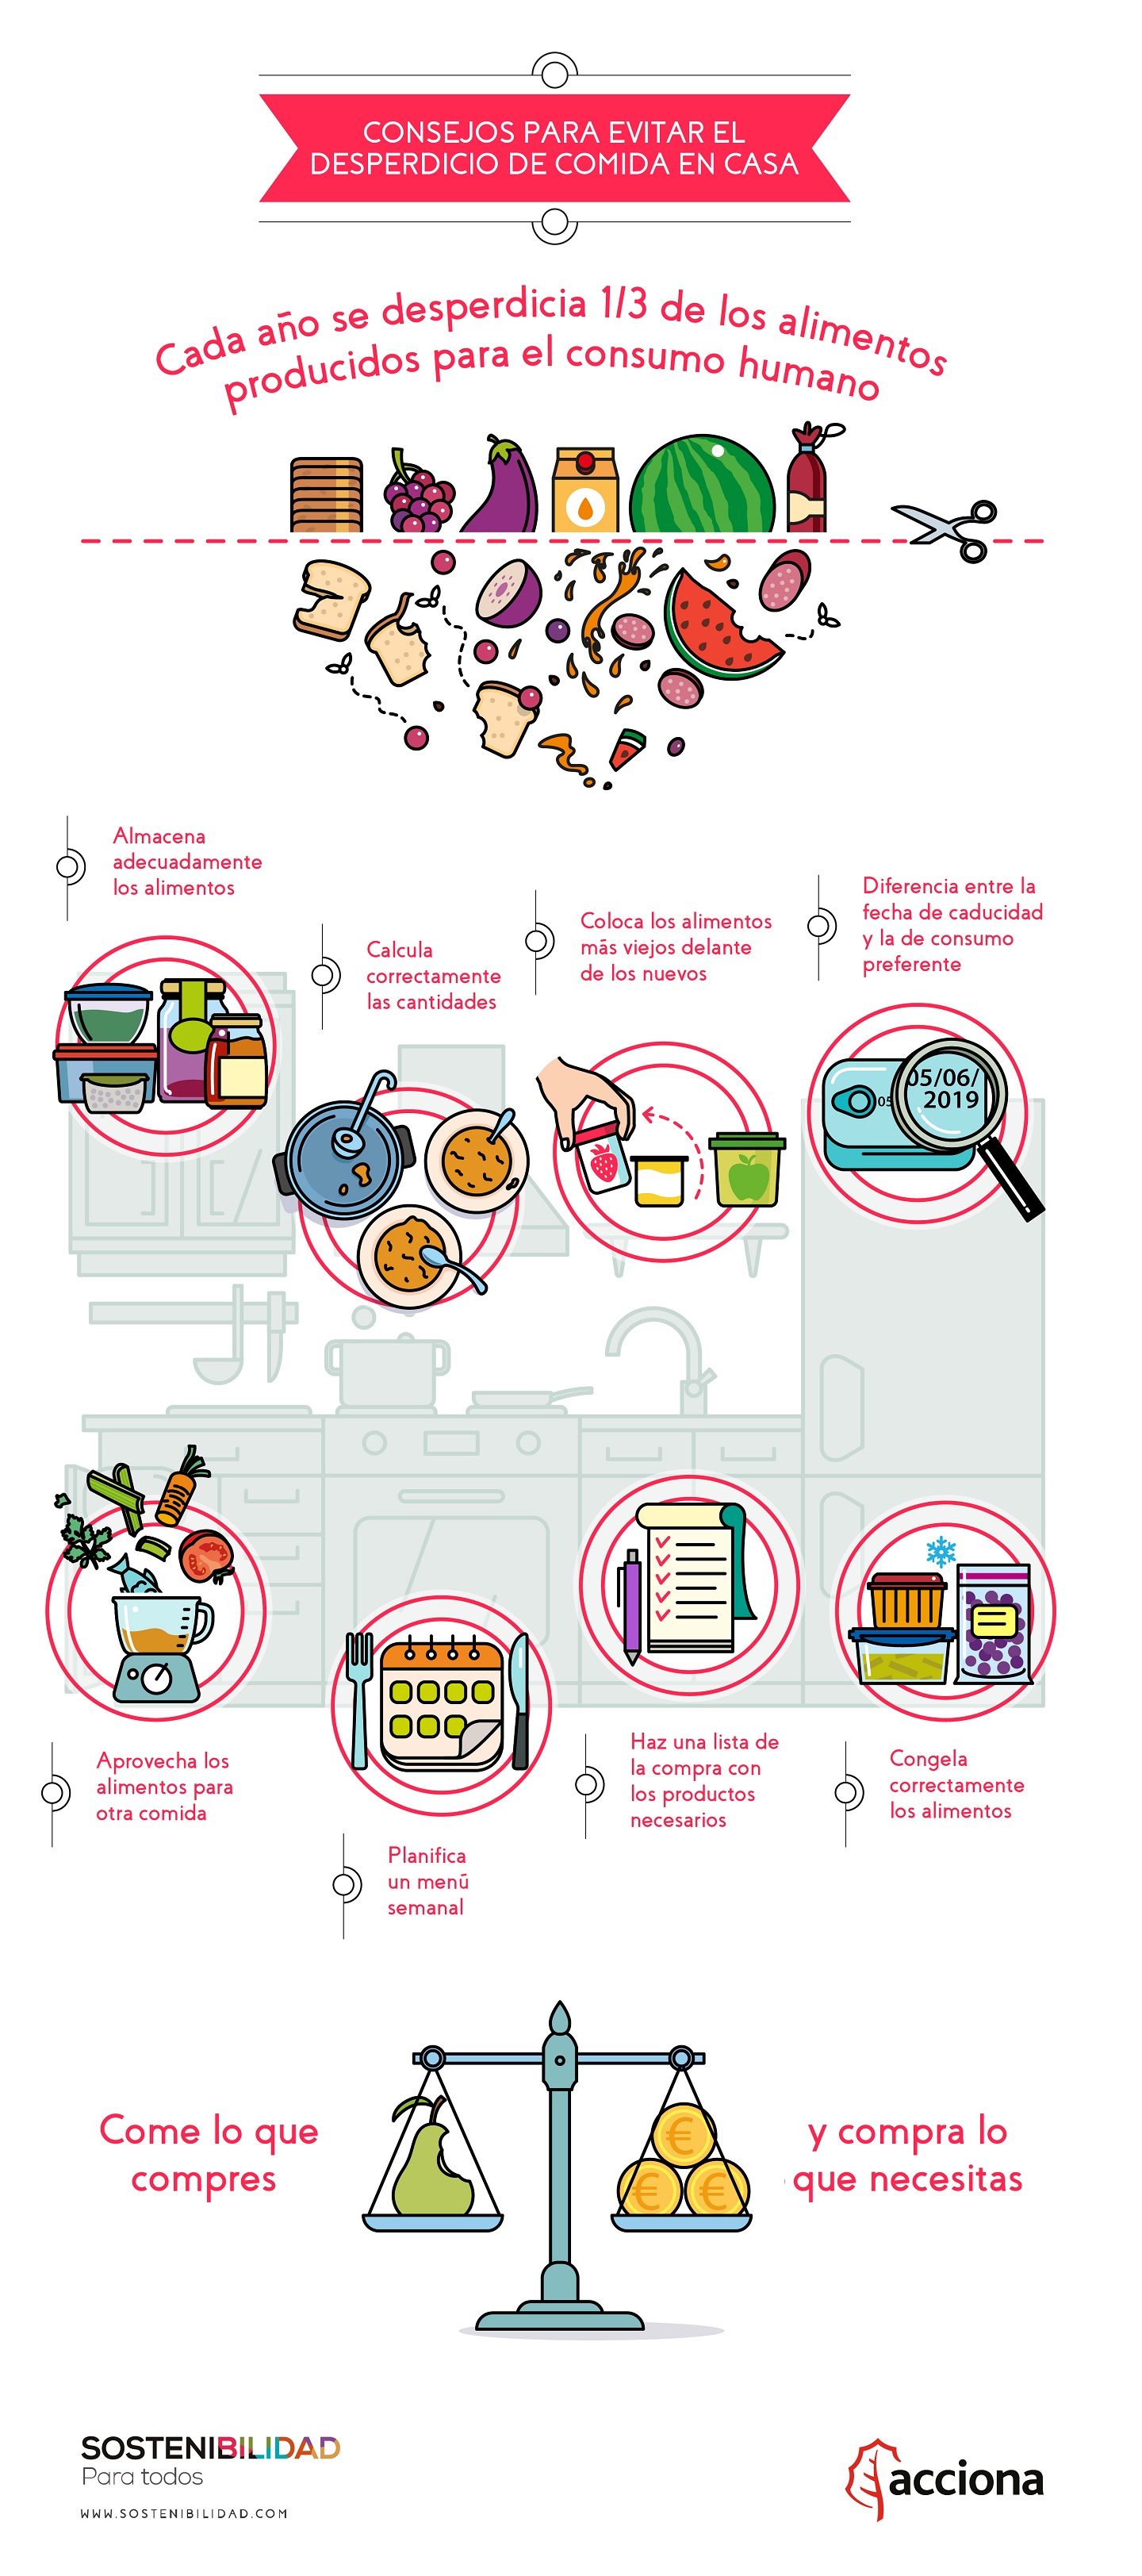 CONSEJOS PARA EVITAR EL
DESPERDICIO DE COMIDA EN CASA
Cada año se desperdicia 1/3 de los alimentos
producidos para el consumo humano
Almacena
adecuadamente
los alimentos
Calcula
correctamente
las cantidades
Coloca los alimentos
más viejos delante
de los nuevos
Diferencia entre la
fecha de caducidad
y la de consumo
preferente
05
05/06/
2019
Aprovecha los
alimentos para
otra comida
Planifica
un menú
semanal
Haz una lista de
la compra con
los productos
necesarios
Congela
correctamente
los alimentos
Come lo que
compres
€
€ €
y compra lo
que necesitas
SOSTENIBILIDAD
Para todos
WWW.SOSTENIBILIDAD.COM
acciona